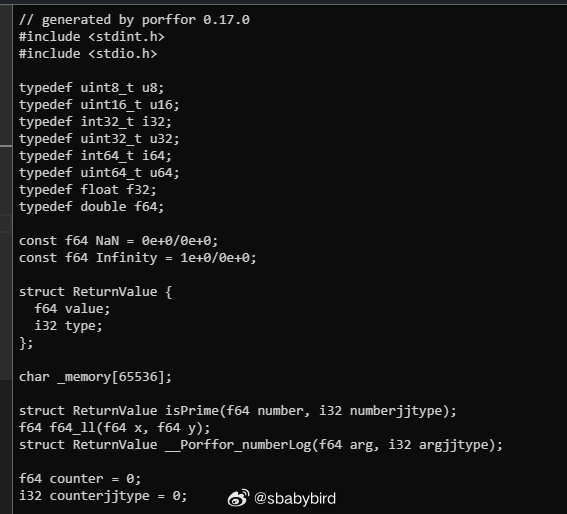 // generated by porffor 0.17.0
#include <stdint.h>
#include <stdio.h>
typedef uint8_t u8;
typedef uint16_t u16;
typedef int32_t i32;
typedef uint32_t u32;
typedef int64_t i64;
typedef uint64_t u64;
typedef float f32;
typedef double f64;
const f64 NaN = 0e+0/0e+0;
const f64 Infinity = 1e+0/0e+0;
struct ReturnValue {
  f64 value;
  i32 type;
};
char _memory[65536];
struct ReturnValue isPrime(f64 number, i32 numberjjtype);
f64 f64_ll(f64 x, f64 y);
struct ReturnValue __Porffor_numberLog(f64 arg, i32 argjjtype);
f64 counter = 0;
i32 counterjjtype = 0;
@sbabybird